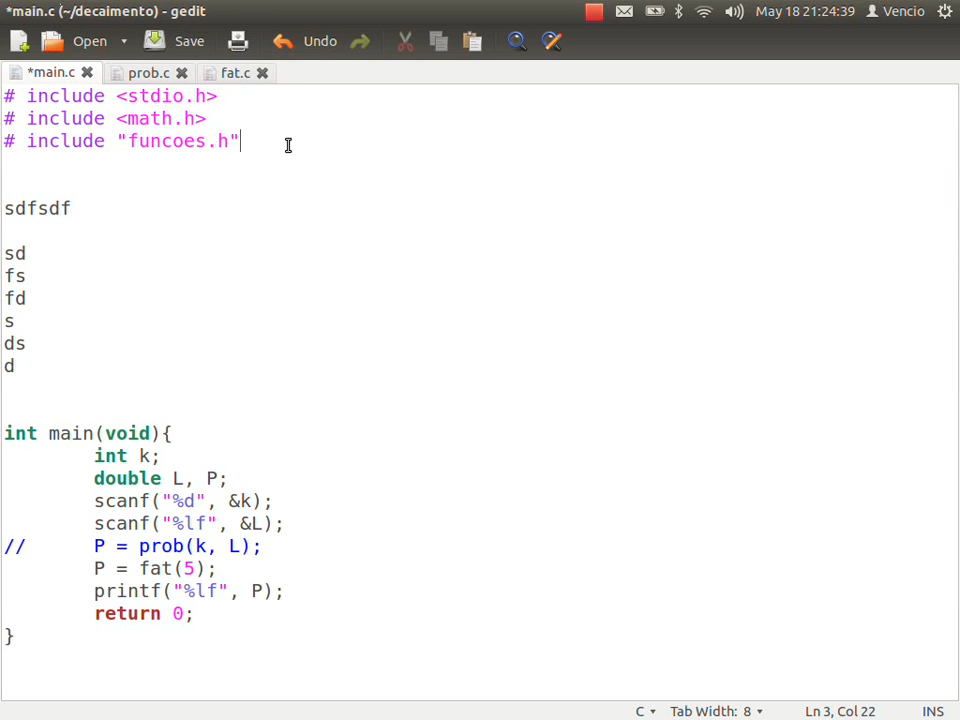 *main.c (~/decaimento) - gedit
May 18 21:24:39 Vencio
Open Save Undo
*main.c prob.c fat.c
# include <stdio.h>
# include <math.h>
# include "funcoes.h"
sdfsdf
sd
fs
fd
s
ds
d
int main(void){
int k;
double L, P;
scanf("%d", &k);
scanf("%lf", &L);
// P = prob(k, L);
P = fat(5);
printf("%lf", P);
return 0;
}
C Tab Width: 8 Ln 3, Col 22 INS